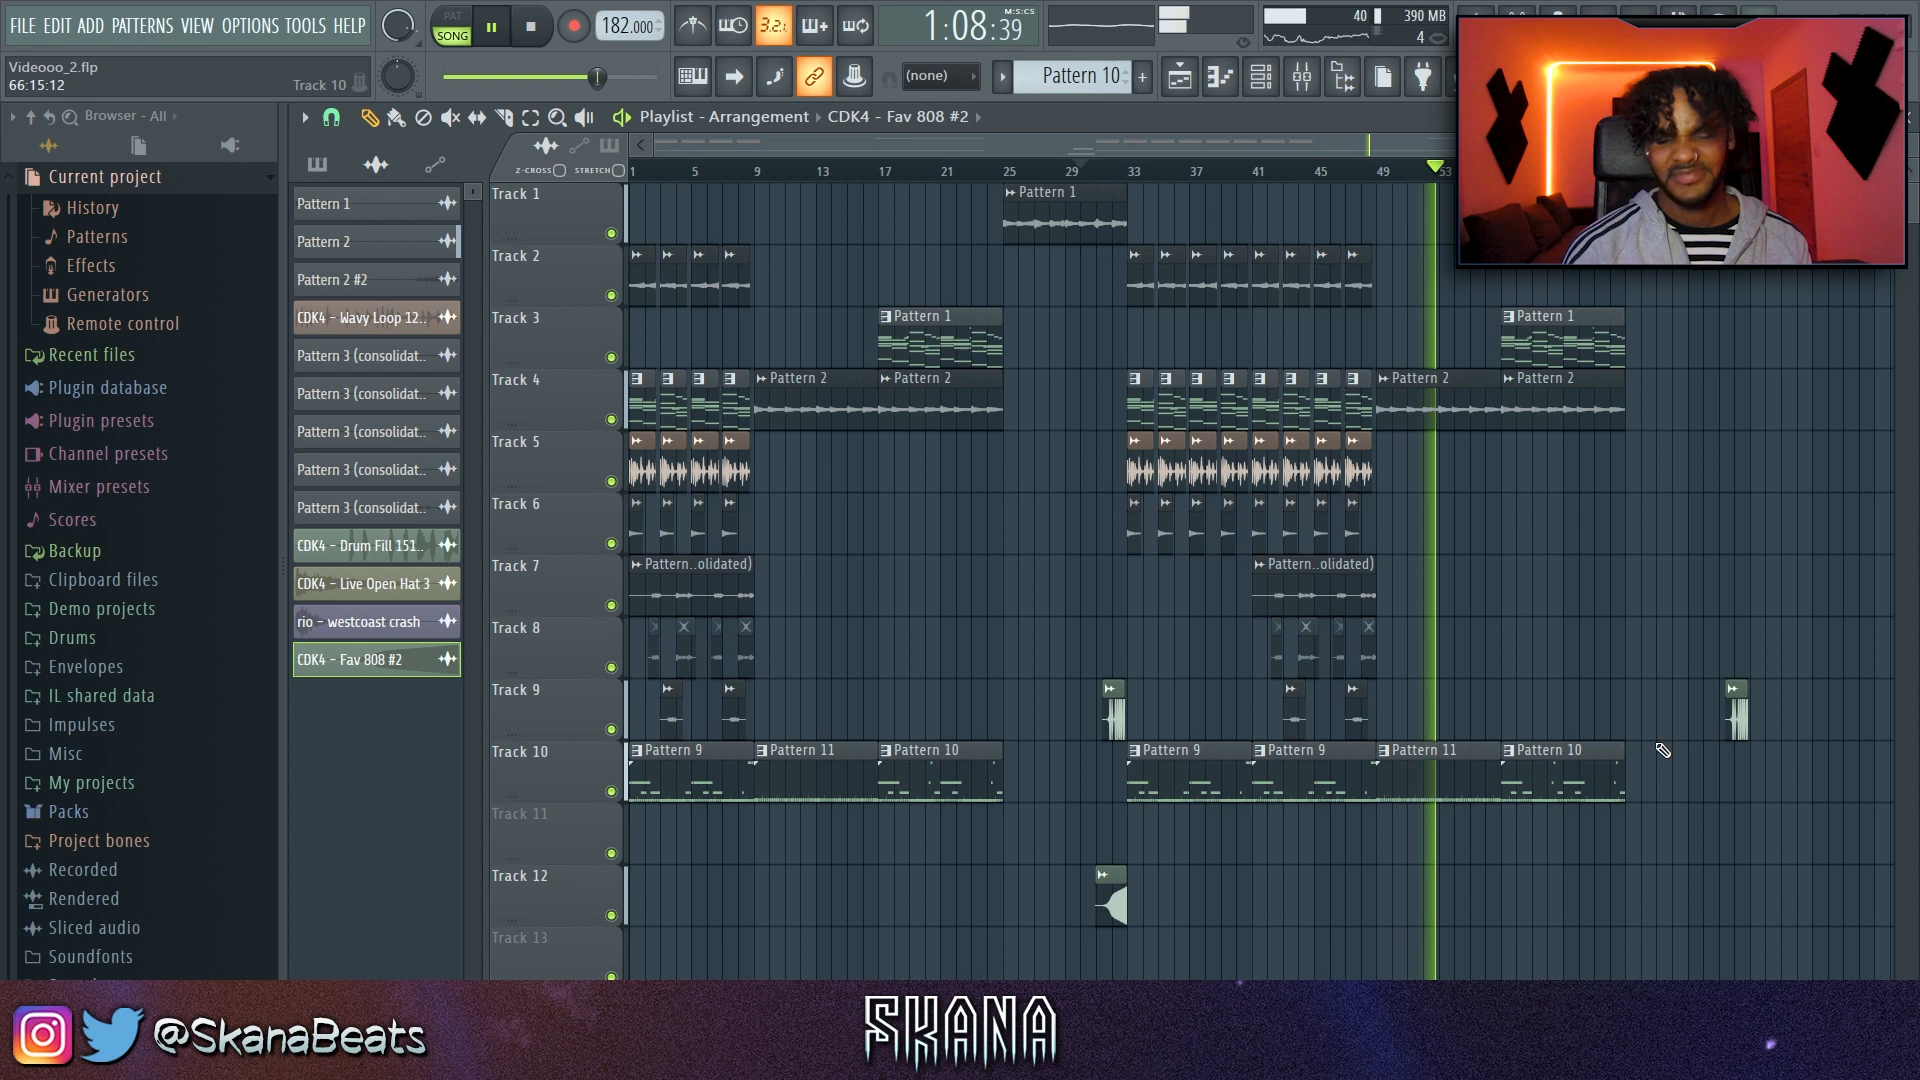 FILE EDIT ADD PATTERNS VIEW OPTIONS TOOLS HELP
PAT
SONG
182.000
3.2.1
1:08:39
M:S:CS
40
390 MB
4
Videooo_2.flp
66:15:12
Track 10
(none)
Pattern 10
Browser - All
Playlist - Arrangement › CDK4 - Fav 808 #2
Z-CROSS
STRETCH
1 5 9 13 17 21 25 29 33 37 41 45 49 53
Current project
History
Patterns
Effects
Generators
Remote control
Recent files
Plugin database
Plugin presets
Channel presets
Mixer presets
Scores
Backup
Clipboard files
Demo projects
Drums
Envelopes
IL shared data
Impulses
Misc
My projects
Packs
Project bones
Recorded
Rendered
Sliced audio
Soundfonts
Pattern 1
Pattern 2
Pattern 2 #2
CDK4 - Wavy Loop 12..
Pattern 3 (consolidat..
Pattern 3 (consolidat..
Pattern 3 (consolidat..
Pattern 3 (consolidat..
Pattern 3 (consolidat..
CDK4 - Drum Fill 151..
CDK4 - Live Open Hat 3
rio - westcoast crash
CDK4 - Fav 808 #2
Track 1
Pattern 1
Track 2
Track 3
Pattern 1
Pattern 1
Track 4
Pattern 2
Pattern 2
Pattern 2
Pattern 2
Track 5
Track 6
Track 7
Pattern..olidated)
Pattern..olidated)
Track 8
Track 9
Track 10
Pattern 9
Pattern 11
Pattern 10
Pattern 9
Pattern 9
Pattern 11
Pattern 10
Track 11
Track 12
Track 13
@SkanaBeats
SKANA